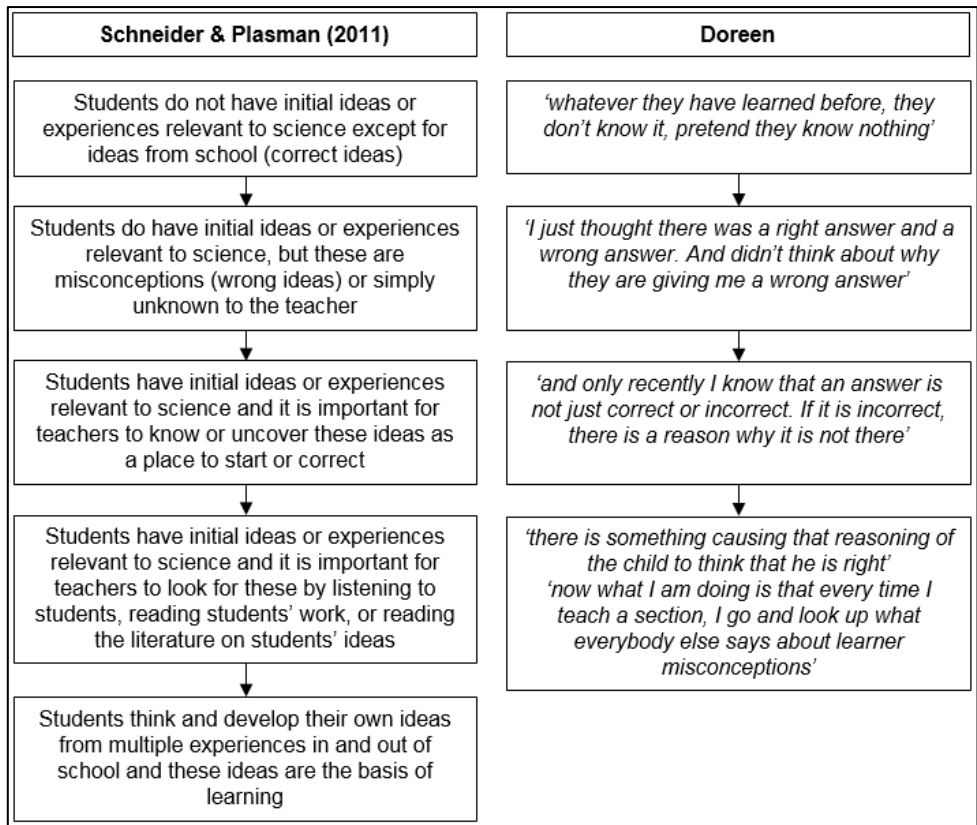 Schneider & Plasman (2011)
Students do not have initial ideas or
experiences relevant to science except for
ideas from school (correct ideas)
Students do have initial ideas or experiences
relevant to science, but these are
misconceptions (wrong ideas) or simply
unknown to the teacher
Students have initial ideas or experiences
relevant to science and it is important for
teachers to know or uncover these ideas as
a place to start or correct
Students have initial ideas or experiences
relevant to science and it is important for
teachers to look for these by listening to
students, reading students’ work, or reading
the literature on students’ ideas
Students think and develop their own ideas
from multiple experiences in and out of
school and these ideas are the basis of
learning
Doreen
‘whatever they have learned before, they
don’t know it, pretend they know nothing’
‘I just thought there was a right answer and a
wrong answer. And didn’t think about why
they are giving me a wrong answer’
‘and only recently I know that an answer is
not just correct or incorrect. If it is incorrect,
there is a reason why it is not there’
‘there is something causing that reasoning of
the child to think that he is right’
‘now what I am doing is that every time I
teach a section, I go and look up what
everybody else says about learner
misconceptions’